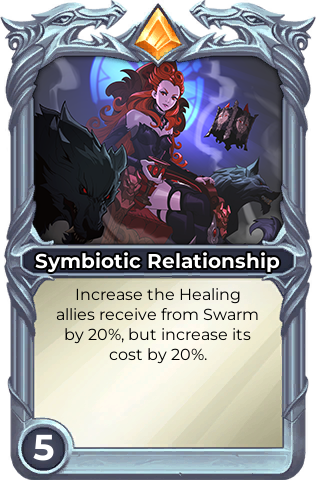 Symbiotic Relationship
Increase the Healing
allies receive from Swarm
by 20%, but increase its
cost by 20%.
5